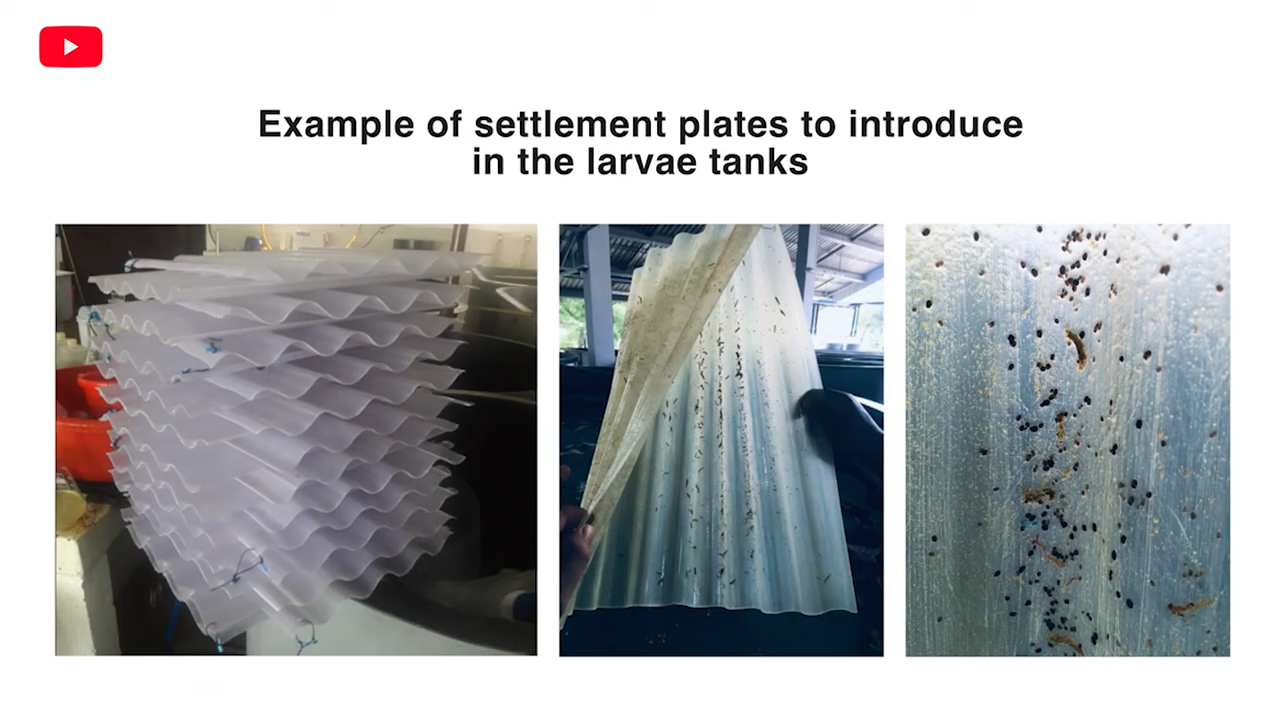 Example of settlement plates to introduce
in the larvae tanks